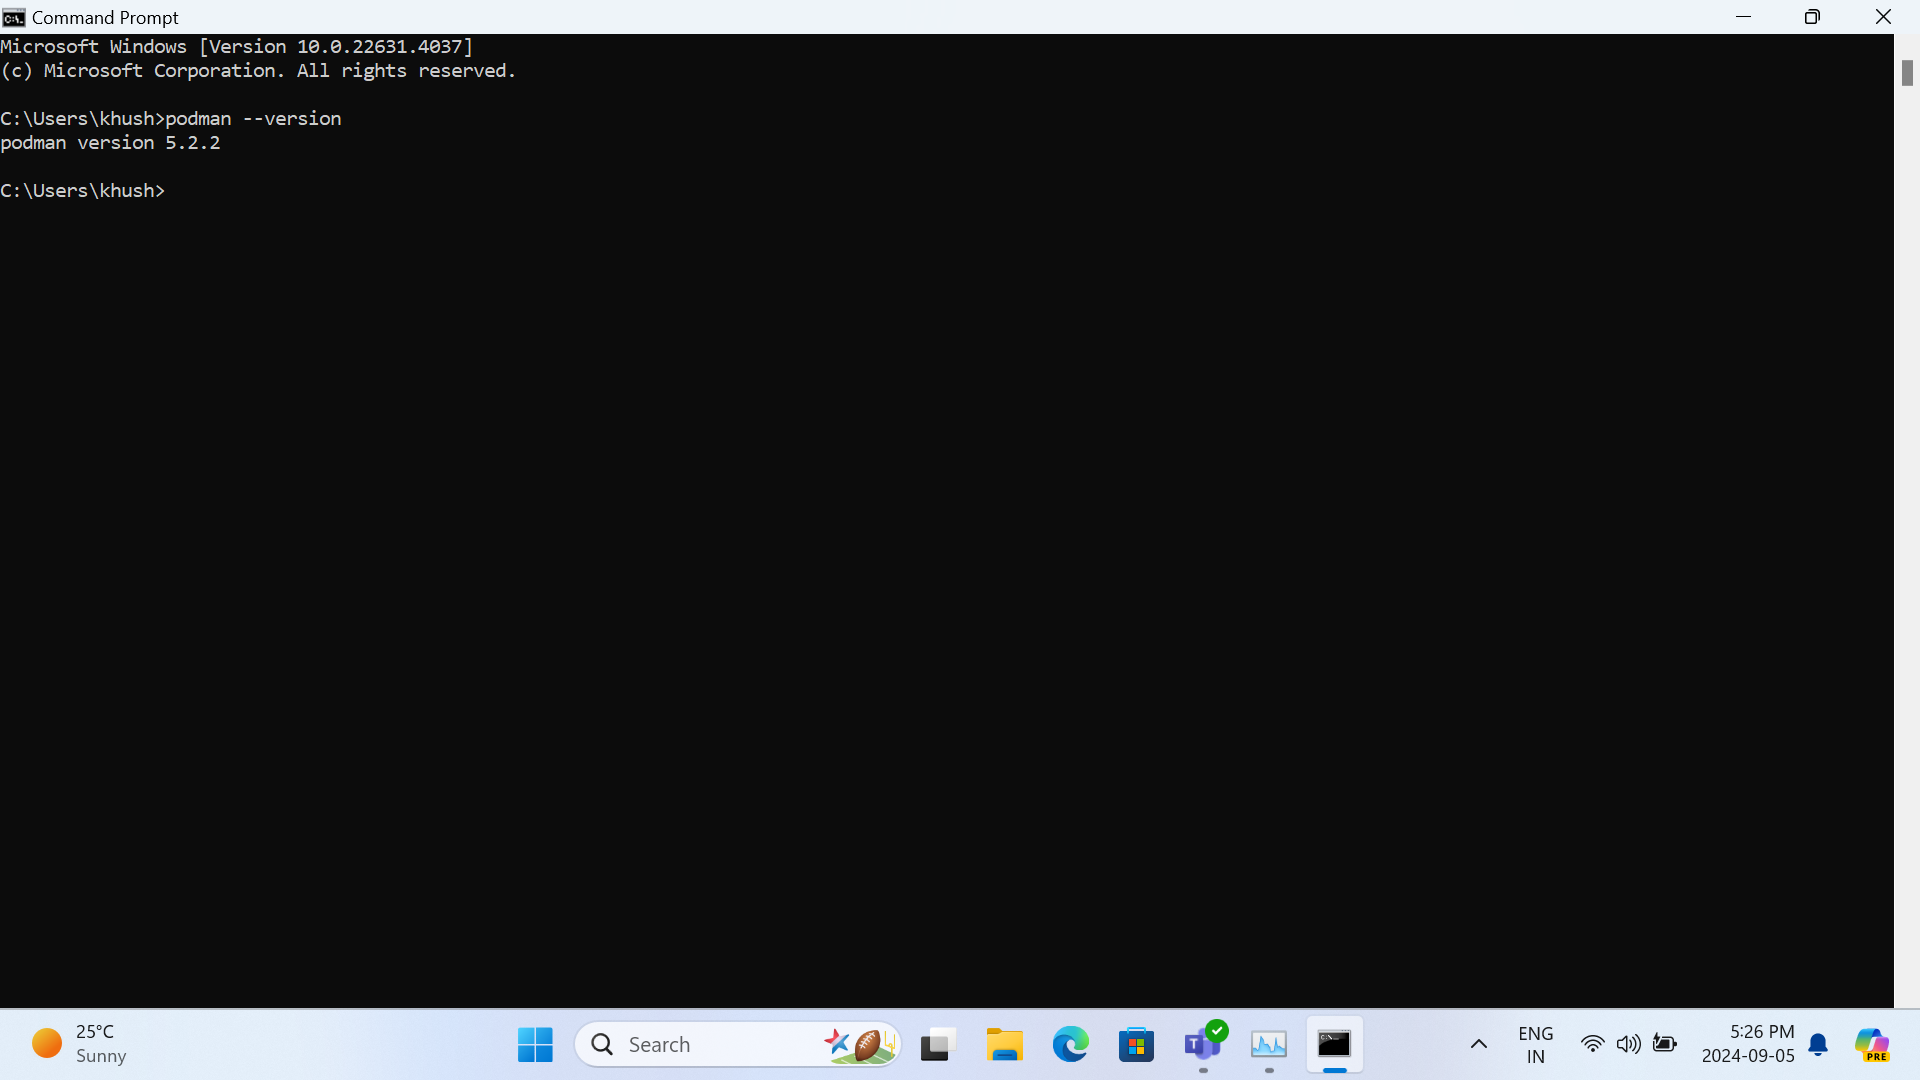 Command Prompt
Microsoft Windows [Version 10.0.22631.4037]
(c) Microsoft Corporation. All rights reserved.
C:\Users\khush>podman --version
podman version 5.2.2
C:\Users\khush>
25°C
Sunny
Search
ENG
IN
5:26 PM
2024-09-05
PRE